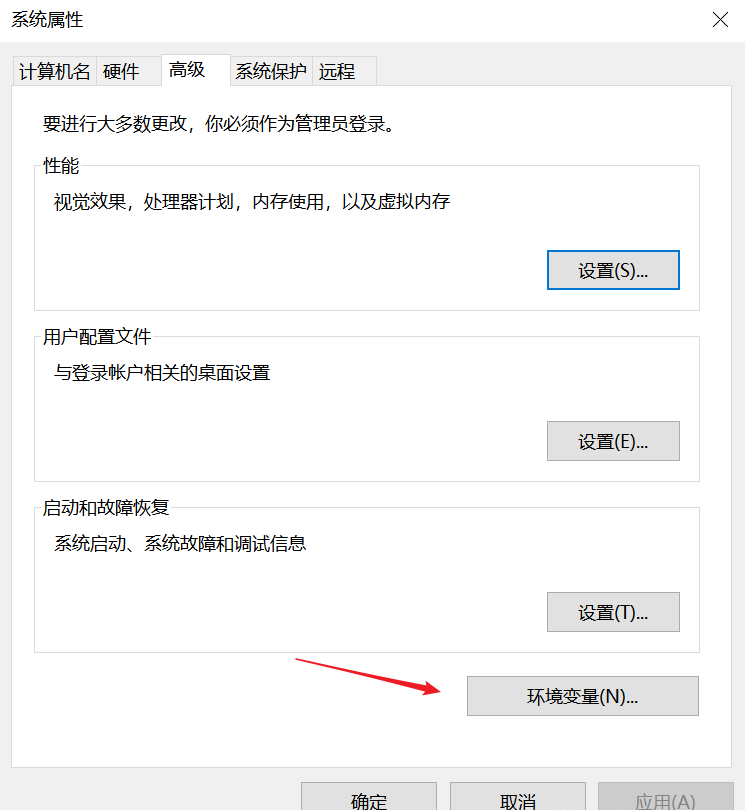 系统属性
计算机名 硬件 高级 系统保护 远程
要进行大多数更改，你必须作为管理员登录。
性能
视觉效果，处理器计划，内存使用，以及虚拟内存
设置(S)...
用户配置文件
与登录帐户相关的桌面设置
设置(E)...
启动和故障恢复
系统启动、系统故障和调试信息
设置(T)...
环境变量(N)...
确定 取消 应用(A)